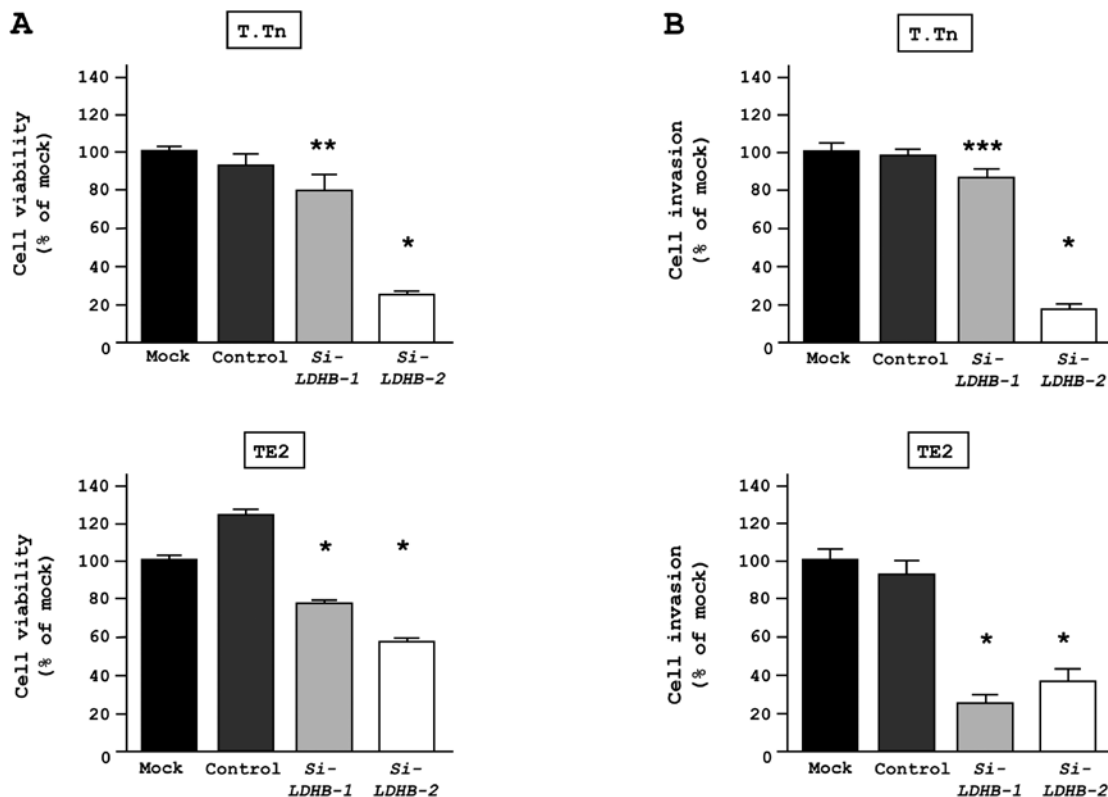 A
T.Tn
Cell viability
(% of mock)
140
120
100
80
60
40
20
0
**
*
Mock Control Si- Si-
LDHB-1 LDHB-2
B
T.Tn
Cell invasion
(% of mock)
140
120
100
80
60
40
20
0
***
*
Mock Control Si- Si-
LDHB-1 LDHB-2
TE2
Cell viability
(% of mock)
140
120
100
80
60
40
20
0
* *
Mock Control Si- Si-
LDHB-1 LDHB-2
TE2
Cell invasion
(% of mock)
140
120
100
80
60
40
20
0
* *
Mock Control Si- Si-
LDHB-1 LDHB-2